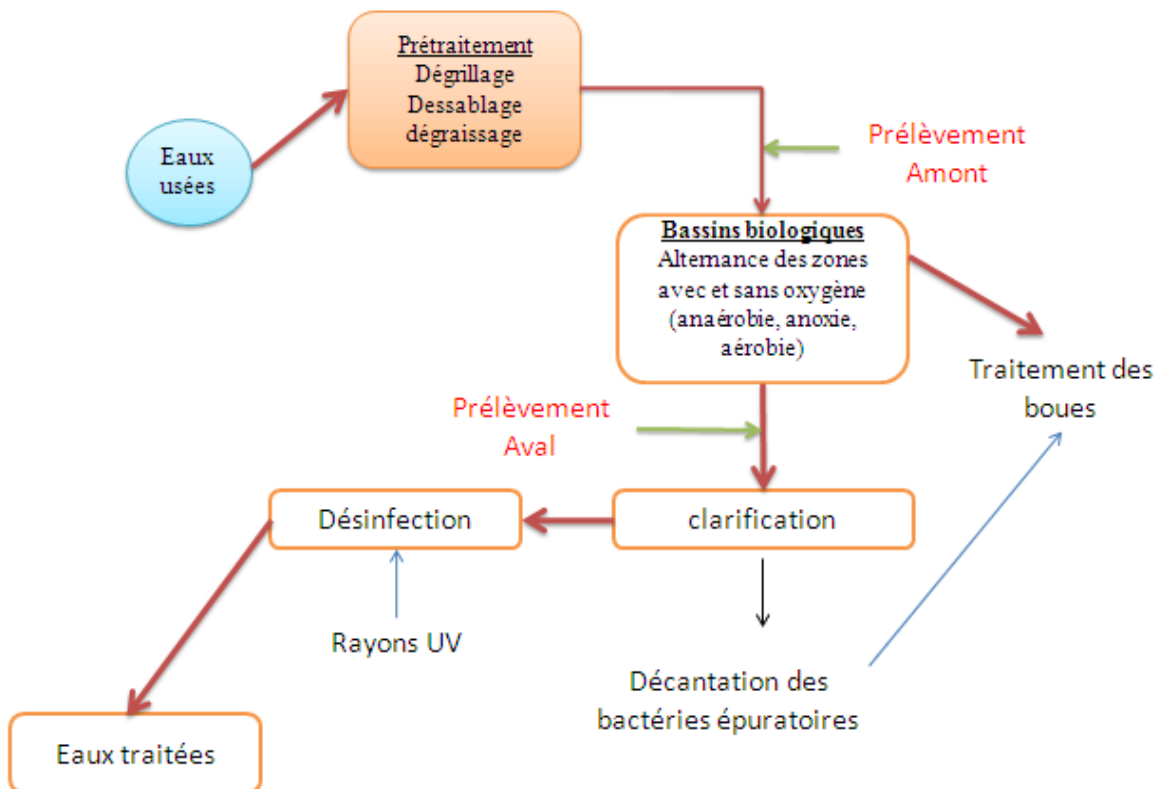 Prétraitement
Dégrillage
Dessablage
dégraissage
Eaux
usées
Prélèvement
Amont
Bassins biologiques
Alternance des zones
avec et sans oxygène
(anaérobie, anoxie,
aérobie)
Traitement des
boues
Prélèvement
Aval
Désinfection
clarification
Rayons UV
Décantation des
bactéries épuratoires
Eaux traitées